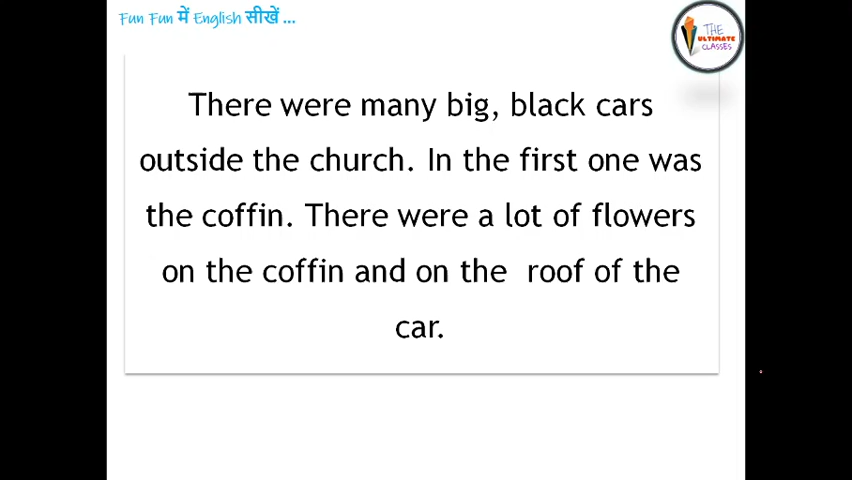 Fun Fun में English सीखें ...
THE
ULTIMATE
CLASSES
There were many big, black cars
outside the church. In the first one was
the coffin. There were a lot of flowers
on the coffin and on the  roof of the
car.